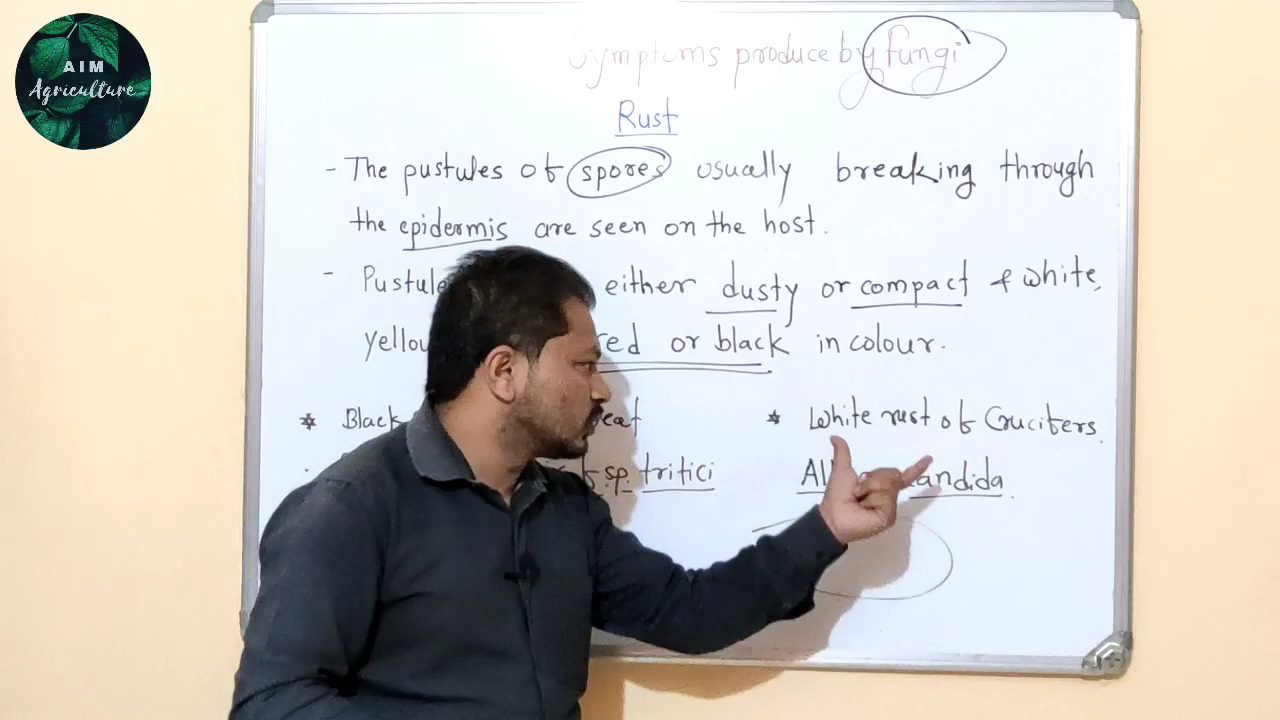 AIM
Agriculture
Symptoms produce by fungi
Rust
- The pustules of spores usually breaking through
the epidermis are seen on the host.
- Pustule either dusty or compact & white,
yellow red or black in colour.
* Black
* White rust of Crucifers.
f. sp. tritici
candida.